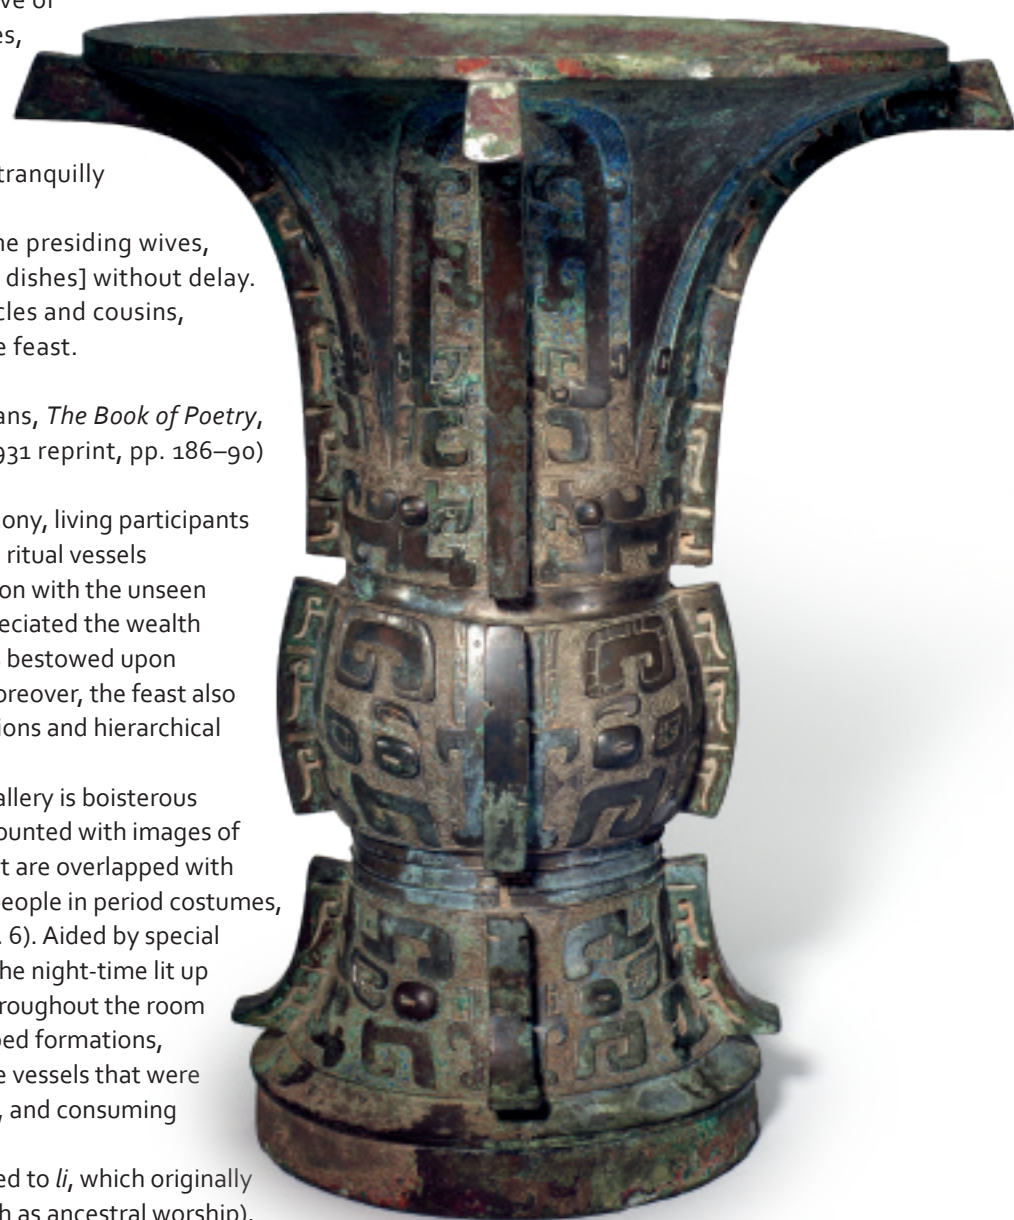 ve of
es,
tranquilly
he presiding wives,
dishes] without delay.
cles and cousins,
e feast.
ans, The Book of Poetry,
931 reprint, pp. 186–90)
ony, living participants
ritual vessels
on with the unseen
eciated the wealth
bestowed upon
oreover, the feast also
ions and hierarchical
allery is boisterous
ounted with images of
t are overlapped with
people in period costumes,
. 6). Aided by special
he night-time lit up
roughout the room
ped formations,
e vessels that were
, and consuming
ed to li, which originally
h as ancestral worship).